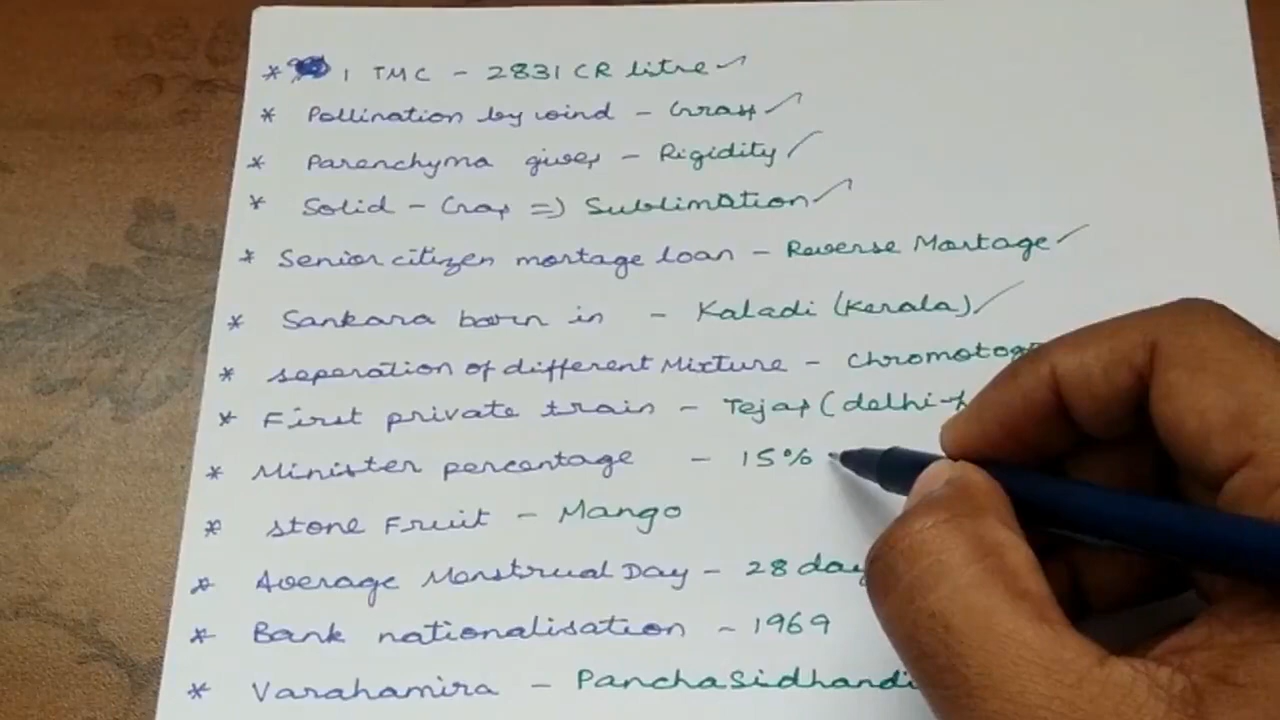 * 1 TMC - 2831 CR litre ✓
* Pollination by wind - Grass ✓
* Parenchyma gives - Rigidity ✓
* Solid - Gas => Sublimation ✓
* Senior citizen mortage loan - Reverse Mortage ✓
* Sankara born in - Kaladi (Kerala) ✓
* seperation of different Mixture - Chromotog
* First private train - Tejas (delhi-
* Minister percentage - 15%
* Stone Fruit - Mango
* Average Menstrual Day - 28 day
* Bank nationalisation - 1969
* Varahamira - PanchaSidhandi